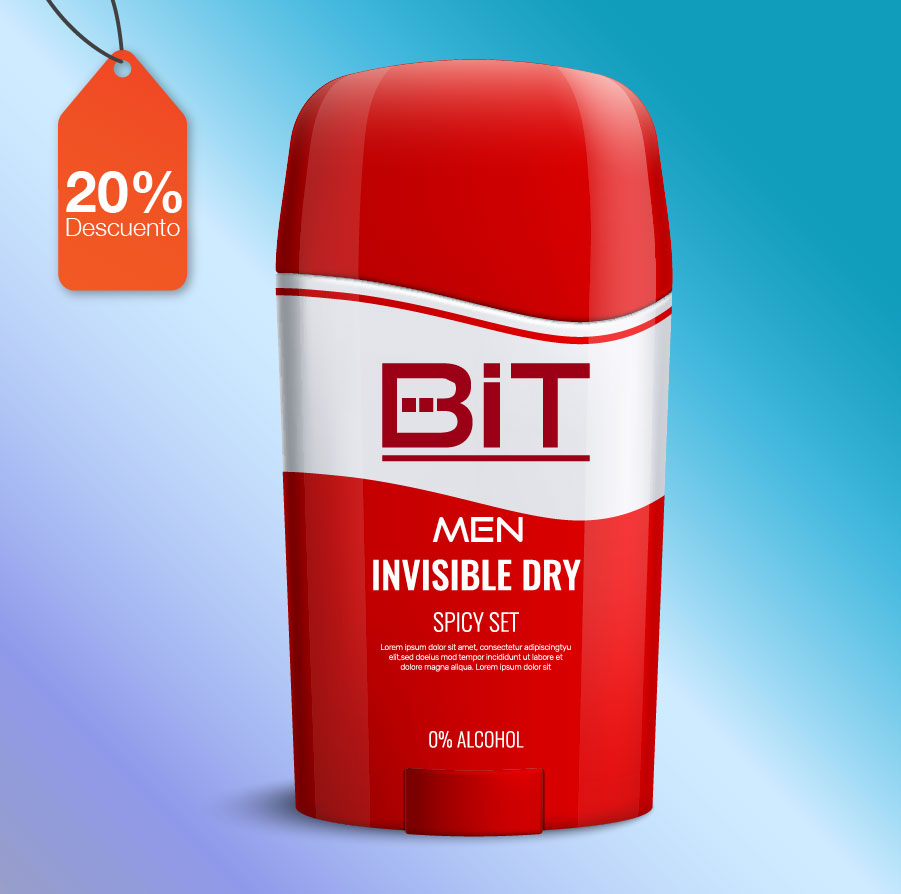 20%
Descuento
BiT
MEN
INVISIBLE DRY
SPICY SET
Lorem ipsum dolor sit amet, consectetur adipiscingtyu
elit,sed doeius mod tempor incididunt ut labore et
dolore magna aliqua. Lorem ipsum dolor sit
0% ALCOHOL